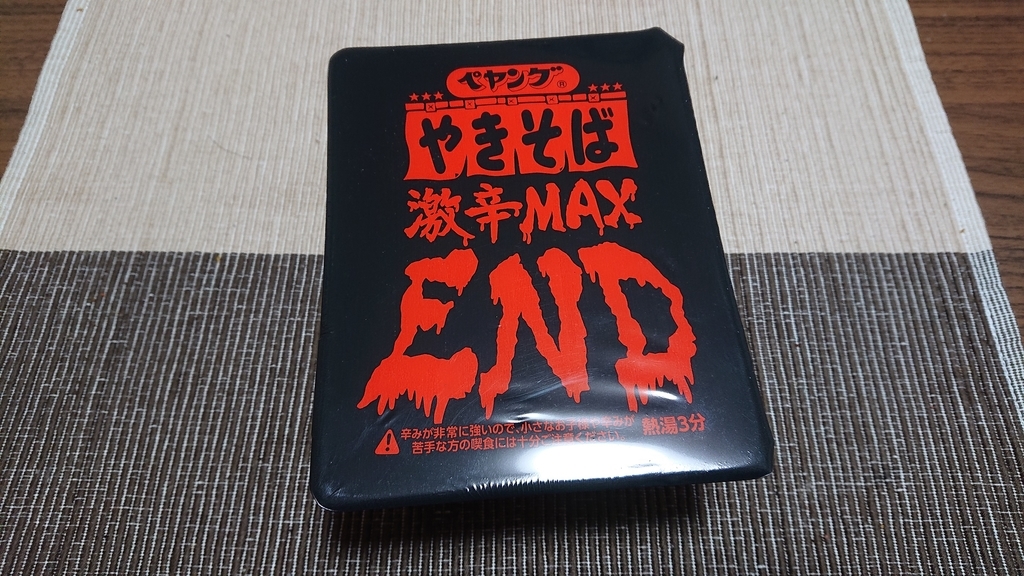 ペヤング®
やきそば
激辛MAX
END
辛みが非常に強いので、小さなお子様や辛みが
苦手な方の喫食には十分ご注意ください。
熱湯3分